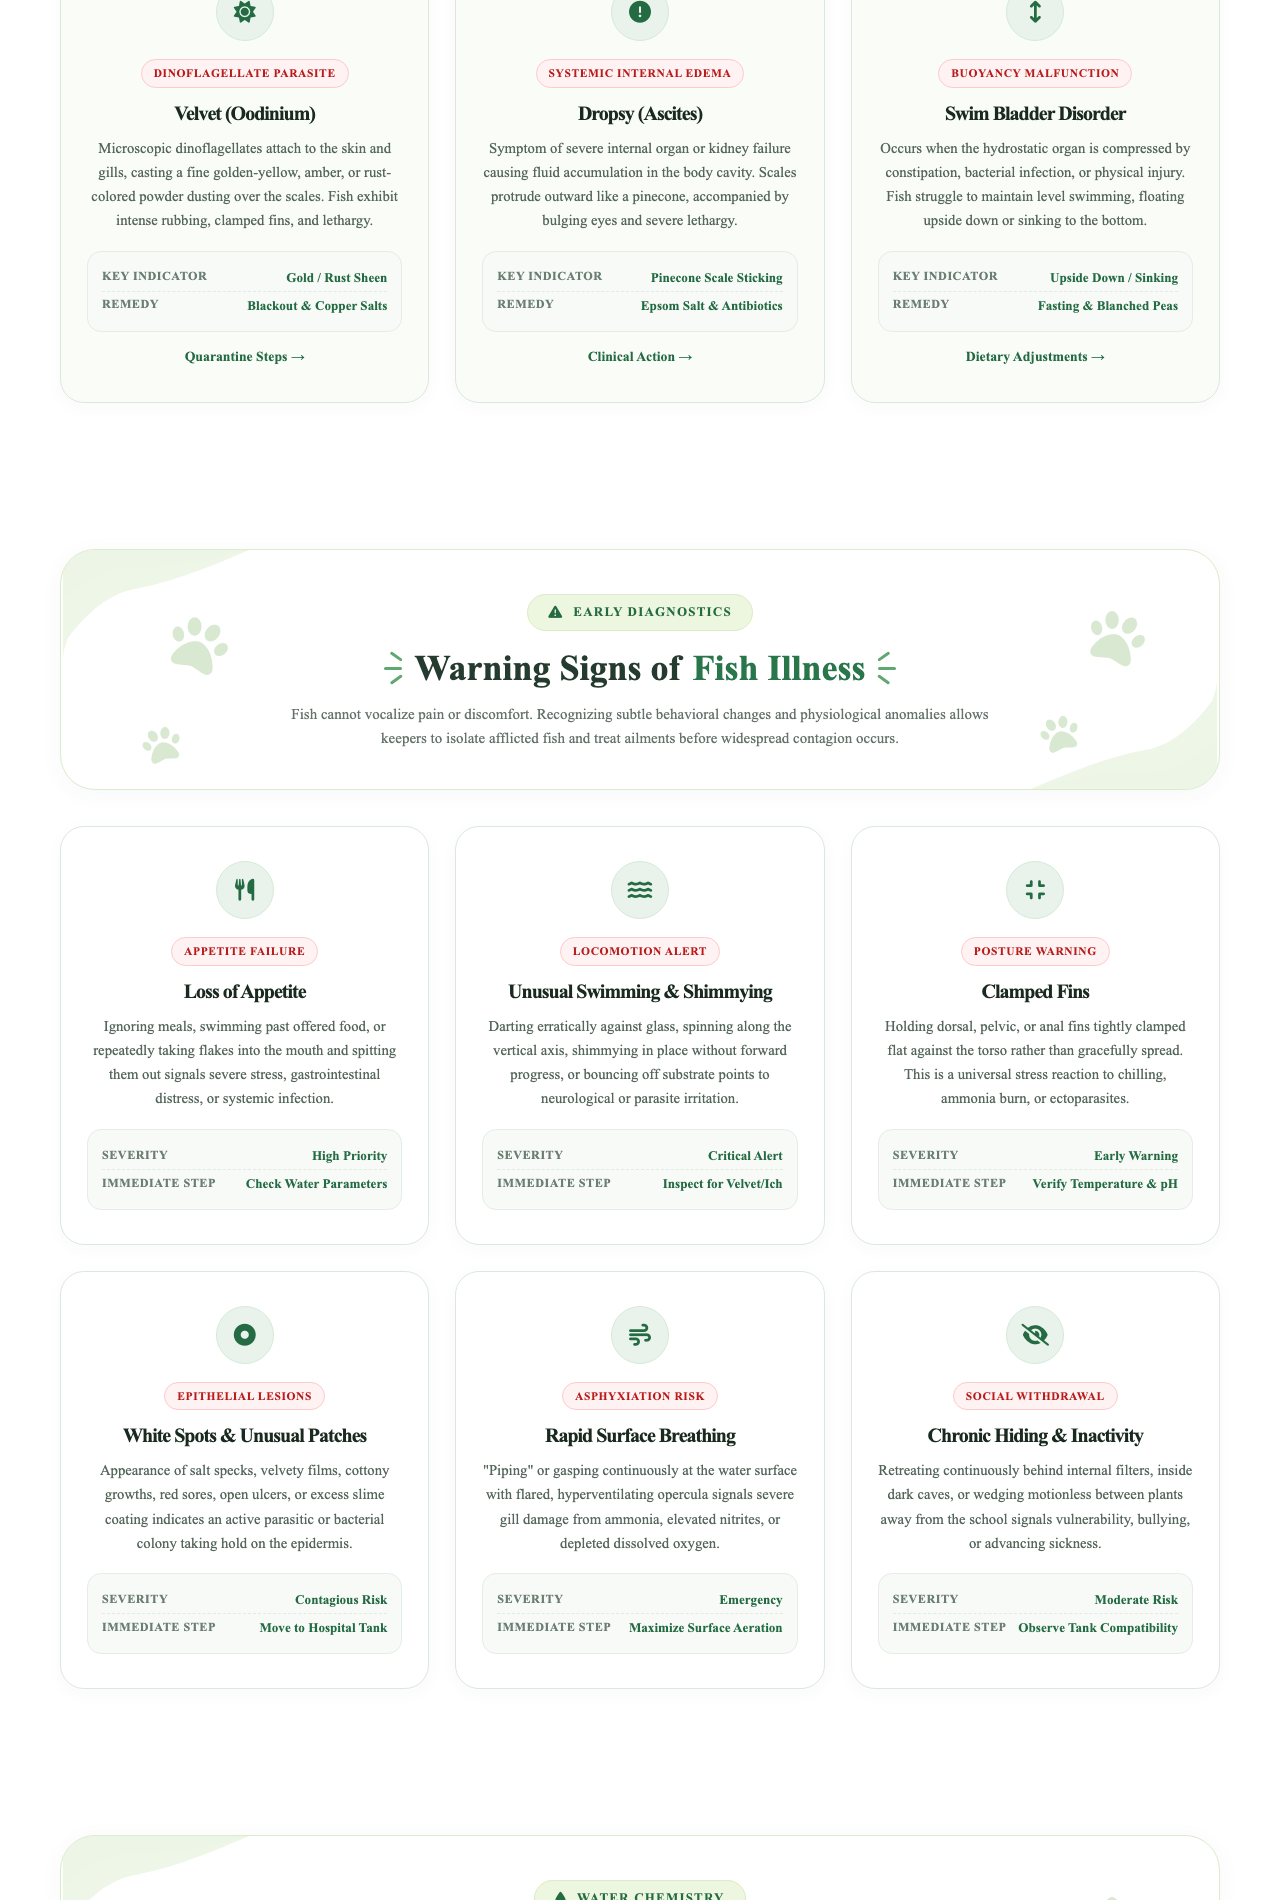 DINOFLAGELLATE PARASITE
Velvet (Oodinium)
Microscopic dinoflagellates attach to the skin and
gills, casting a fine golden-yellow, amber, or rust-
colored powder dusting over the scales. Fish exhibit
intense rubbing, clamped fins, and lethargy.
KEY INDICATOR Gold / Rust Sheen
REMEDY Blackout & Copper Salts
Quarantine Steps →
SYSTEMIC INTERNAL EDEMA
Dropsy (Ascites)
Symptom of severe internal organ or kidney failure
causing fluid accumulation in the body cavity. Scales
protrude outward like a pinecone, accompanied by
bulging eyes and severe lethargy.
KEY INDICATOR Pinecone Scale Sticking
REMEDY Epsom Salt & Antibiotics
Clinical Action →
BUOYANCY MALFUNCTION
Swim Bladder Disorder
Occurs when the hydrostatic organ is compressed by
constipation, bacterial infection, or physical injury.
Fish struggle to maintain level swimming, floating
upside down or sinking to the bottom.
KEY INDICATOR Upside Down / Sinking
REMEDY Fasting & Blanched Peas
Dietary Adjustments →
EARLY DIAGNOSTICS
Warning Signs of Fish Illness
Fish cannot vocalize pain or discomfort. Recognizing subtle behavioral changes and physiological anomalies allows
keepers to isolate afflicted fish and treat ailments before widespread contagion occurs.
APPETITE FAILURE
Loss of Appetite
Ignoring meals, swimming past offered food, or
repeatedly taking flakes into the mouth and spitting
them out signals severe stress, gastrointestinal
distress, or systemic infection.
SEVERITY High Priority
IMMEDIATE STEP Check Water Parameters
LOCOMOTION ALERT
Unusual Swimming & Shimmying
Darting erratically against glass, spinning along the
vertical axis, shimmying in place without forward
progress, or bouncing off substrate points to
neurological or parasite irritation.
SEVERITY Critical Alert
IMMEDIATE STEP Inspect for Velvet/Ich
POSTURE WARNING
Clamped Fins
Holding dorsal, pelvic, or anal fins tightly clamped
flat against the torso rather than gracefully spread.
This is a universal stress reaction to chilling,
ammonia burn, or ectoparasites.
SEVERITY Early Warning
IMMEDIATE STEP Verify Temperature & pH
EPITHELIAL LESIONS
White Spots & Unusual Patches
Appearance of salt specks, velvety films, cottony
growths, red sores, open ulcers, or excess slime
coating indicates an active parasitic or bacterial
colony taking hold on the epidermis.
SEVERITY Contagious Risk
IMMEDIATE STEP Move to Hospital Tank
ASPHYXIATION RISK
Rapid Surface Breathing
"Piping" or gasping continuously at the water surface
with flared, hyperventilating opercula signals severe
gill damage from ammonia, elevated nitrites, or
depleted dissolved oxygen.
SEVERITY Emergency
IMMEDIATE STEP Maximize Surface Aeration
SOCIAL WITHDRAWAL
Chronic Hiding & Inactivity
Retreating continuously behind internal filters, inside
dark caves, or wedging motionless between plants
away from the school signals vulnerability, bullying,
or advancing sickness.
SEVERITY Moderate Risk
IMMEDIATE STEP Observe Tank Compatibility
WATER CHEMISTRY